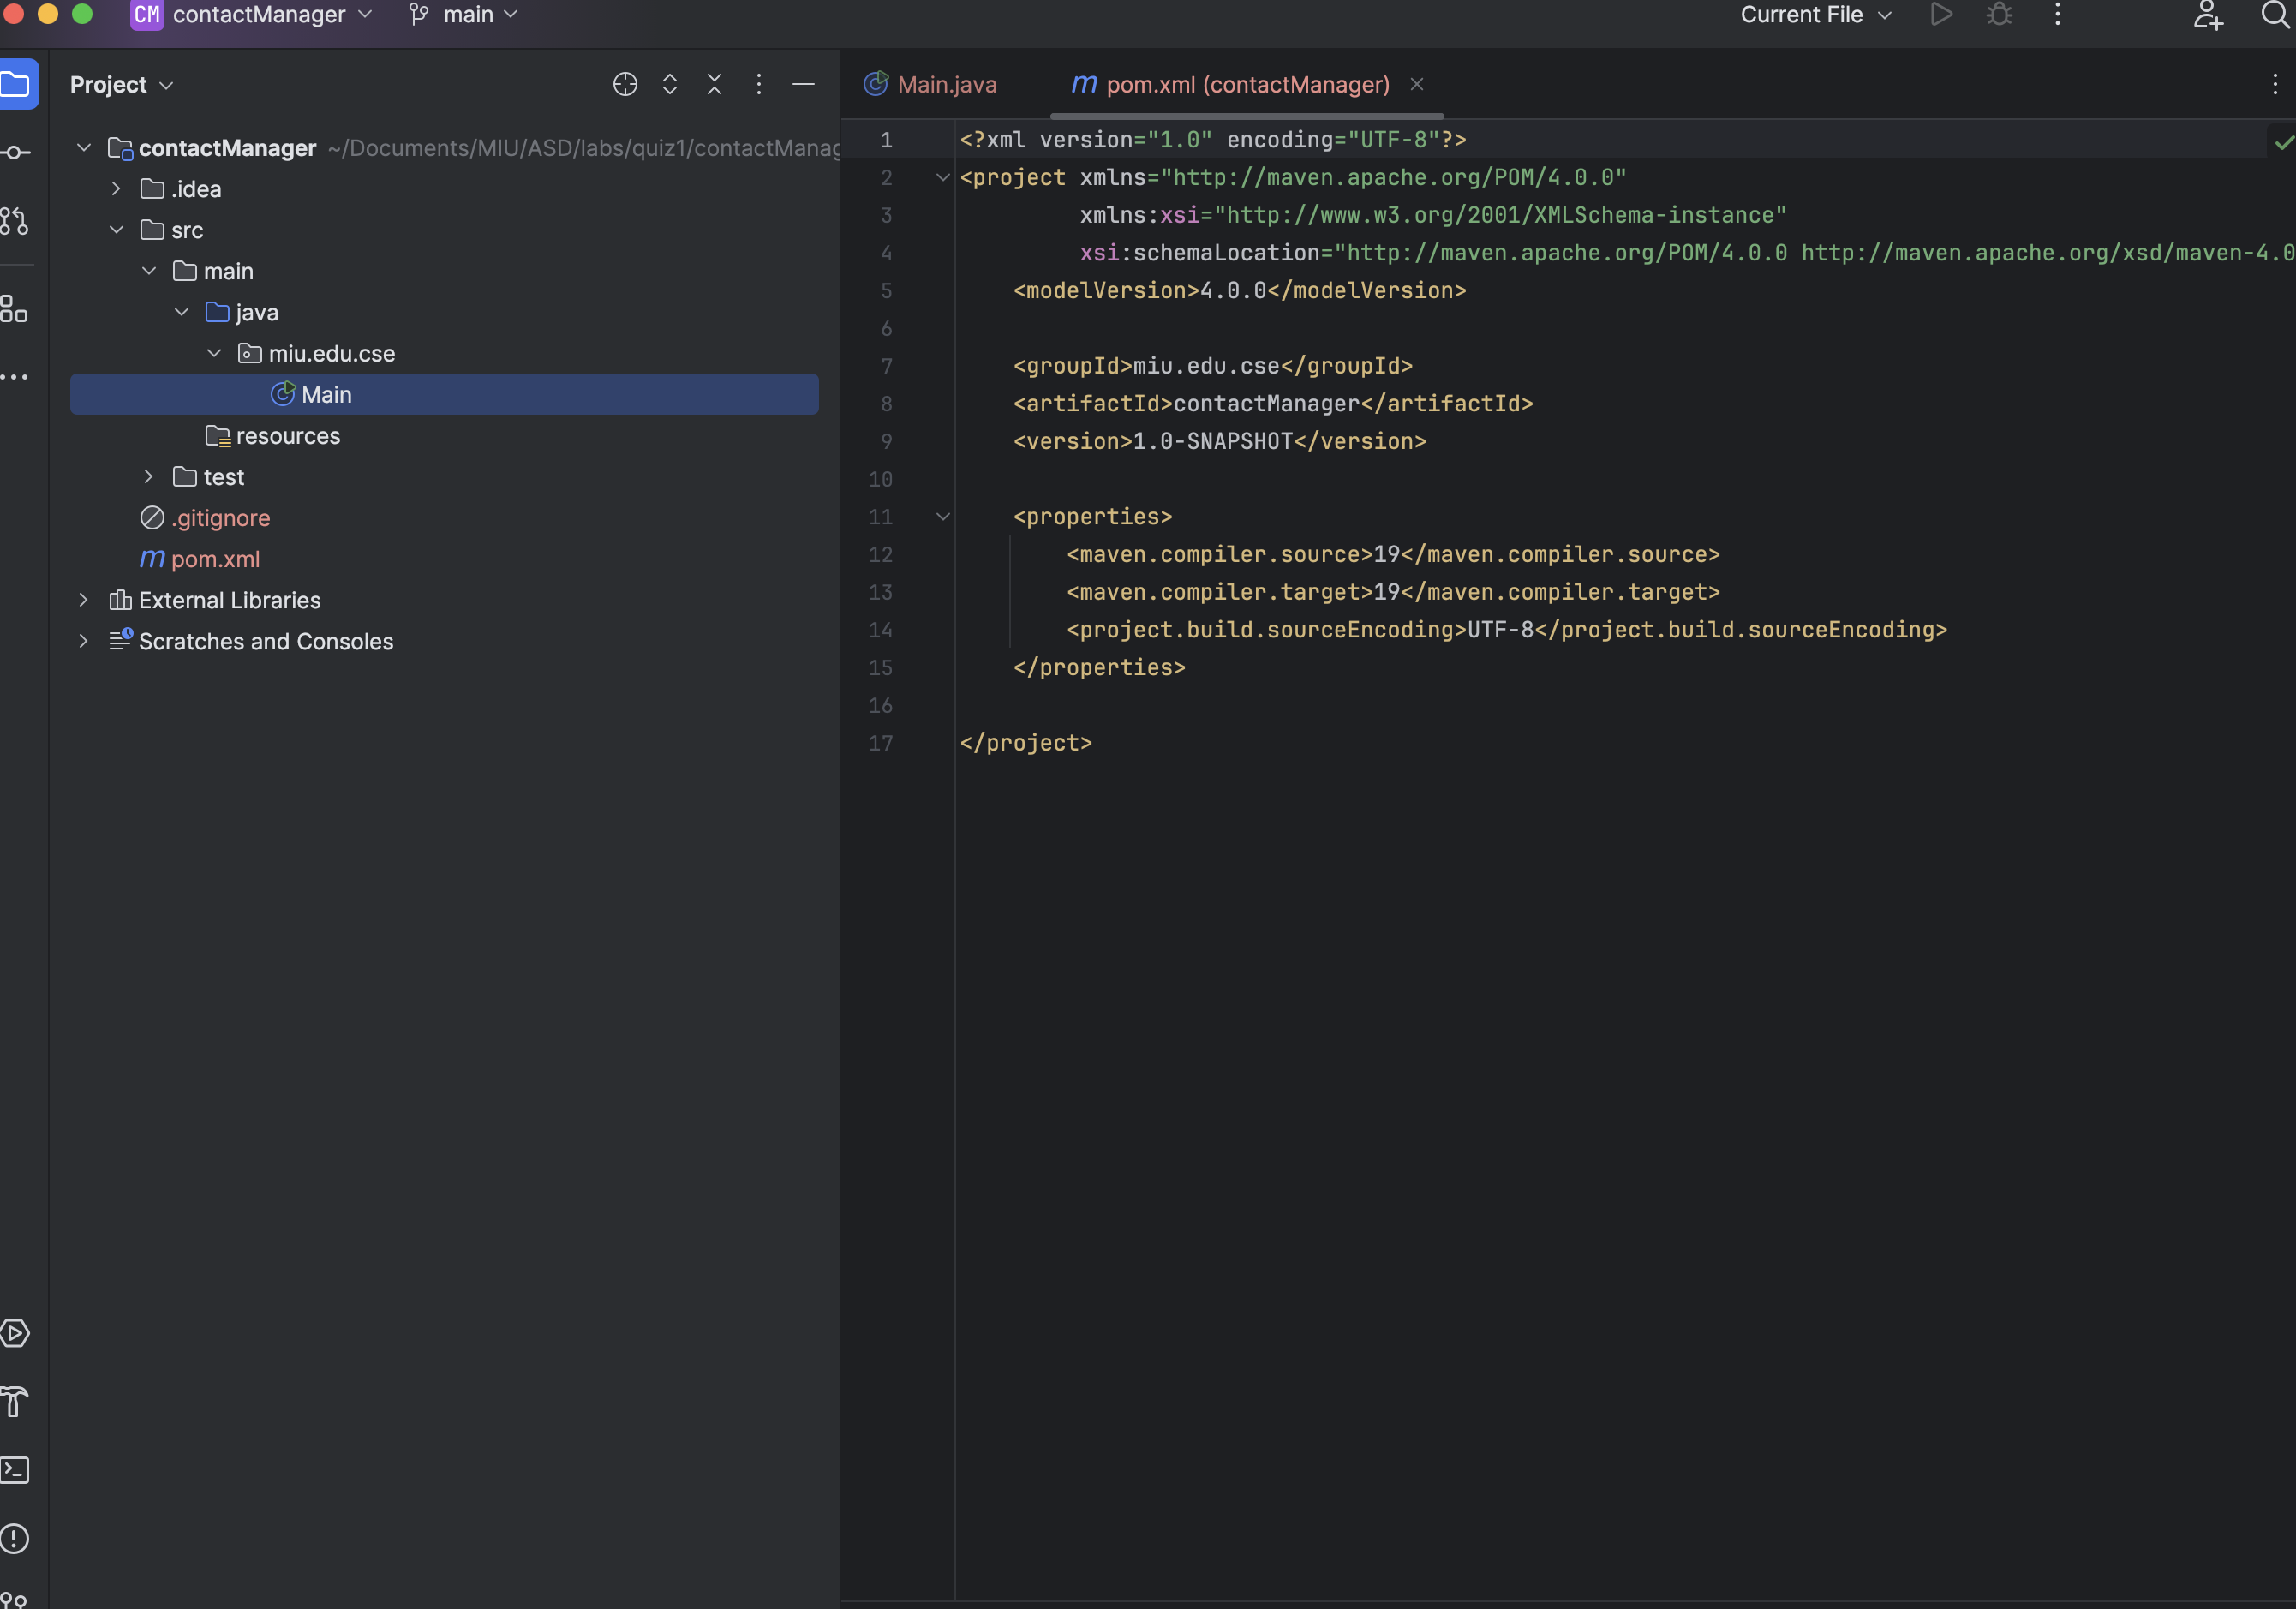 CM contactManager main Current File
Project
contactManager ~/Documents/MIU/ASD/labs/quiz1/contactManag
.idea
src
main
java
miu.edu.cse
Main
resources
test
.gitignore
pom.xml
External Libraries
Scratches and Consoles
Main.java pom.xml (contactManager)
1 <?xml version="1.0" encoding="UTF-8"?>
2 <project xmlns="http://maven.apache.org/POM/4.0.0"
3 xmlns:xsi="http://www.w3.org/2001/XMLSchema-instance"
4 xsi:schemaLocation="http://maven.apache.org/POM/4.0.0 http://maven.apache.org/xsd/maven-4.0
5 <modelVersion>4.0.0</modelVersion>
6
7 <groupId>miu.edu.cse</groupId>
8 <artifactId>contactManager</artifactId>
9 <version>1.0-SNAPSHOT</version>
10
11 <properties>
12 <maven.compiler.source>19</maven.compiler.source>
13 <maven.compiler.target>19</maven.compiler.target>
14 <project.build.sourceEncoding>UTF-8</project.build.sourceEncoding>
15 </properties>
16
17 </project>